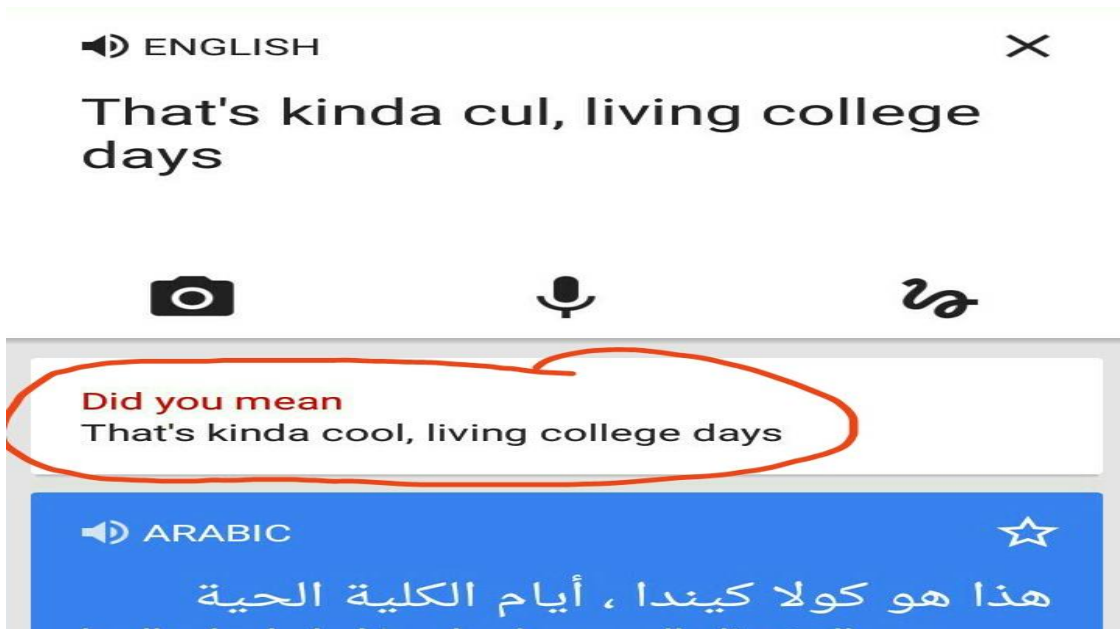 ENGLISH
That's kinda cul, living college
days
Did you mean
That's kinda cool, living college days
ARABIC
هذا هو كولا كيندا ، أيام الكلية الحية